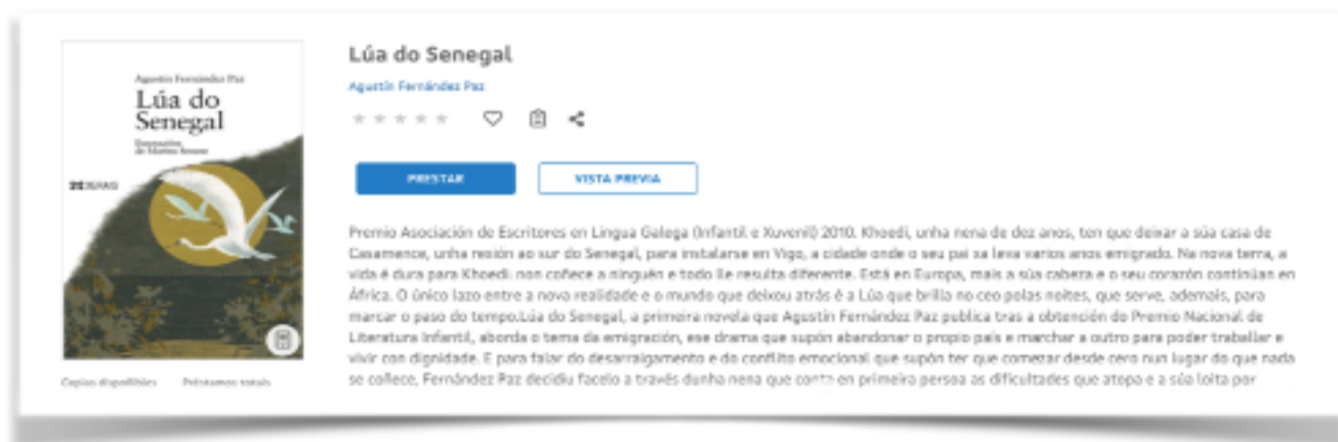 Lúa do Senegal
Agustín Fernández Paz
Agustín Fernández Paz
Lúa do
Senegal
de Marina Seoane
XERAIS
PRESTAR
VISTA PREVIA
Premio Asociación de Escritores en Lingua Galega (Infantil e Xuvenil) 2010. Khoedi, unha nena de dez anos, ten que deixar a súa casa de
Casamance, unha rexión ao sur do Senegal, para instalarse en Vigo, a cidade onde o seu pai xa leva varios anos emigrado. Na nova terra, a
vida é dura para Khoedi: non coñece a ninguén e todo lle resulta diferente. Está en Europa, mais a súa cabeza e o seu corazón continúan en
África. O único lazo entre a nova realidade e o mundo que deixou atrás é a Lúa que brilla no ceo polas noites, que serve, ademais, para
marcar o paso do tempo.Lúa do Senegal, a primeira novela que Agustín Fernández Paz publica tras a obtención do Premio Nacional de
Literatura Infantil, aborda o tema da emigración, ese drama que supón abandonar o propio país e marchar a outro para poder traballar e
vivir con dignidade. E para falar do desarraigamento e do conflito emocional que supón ter que comezar desde cero nun lugar do que nada
se coñece, Fernández Paz decidiu facelo a través dunha nena que conta en primeira persoa as dificultades que atopa e a súa loita por
Copias dispoñibles
Préstamos totais